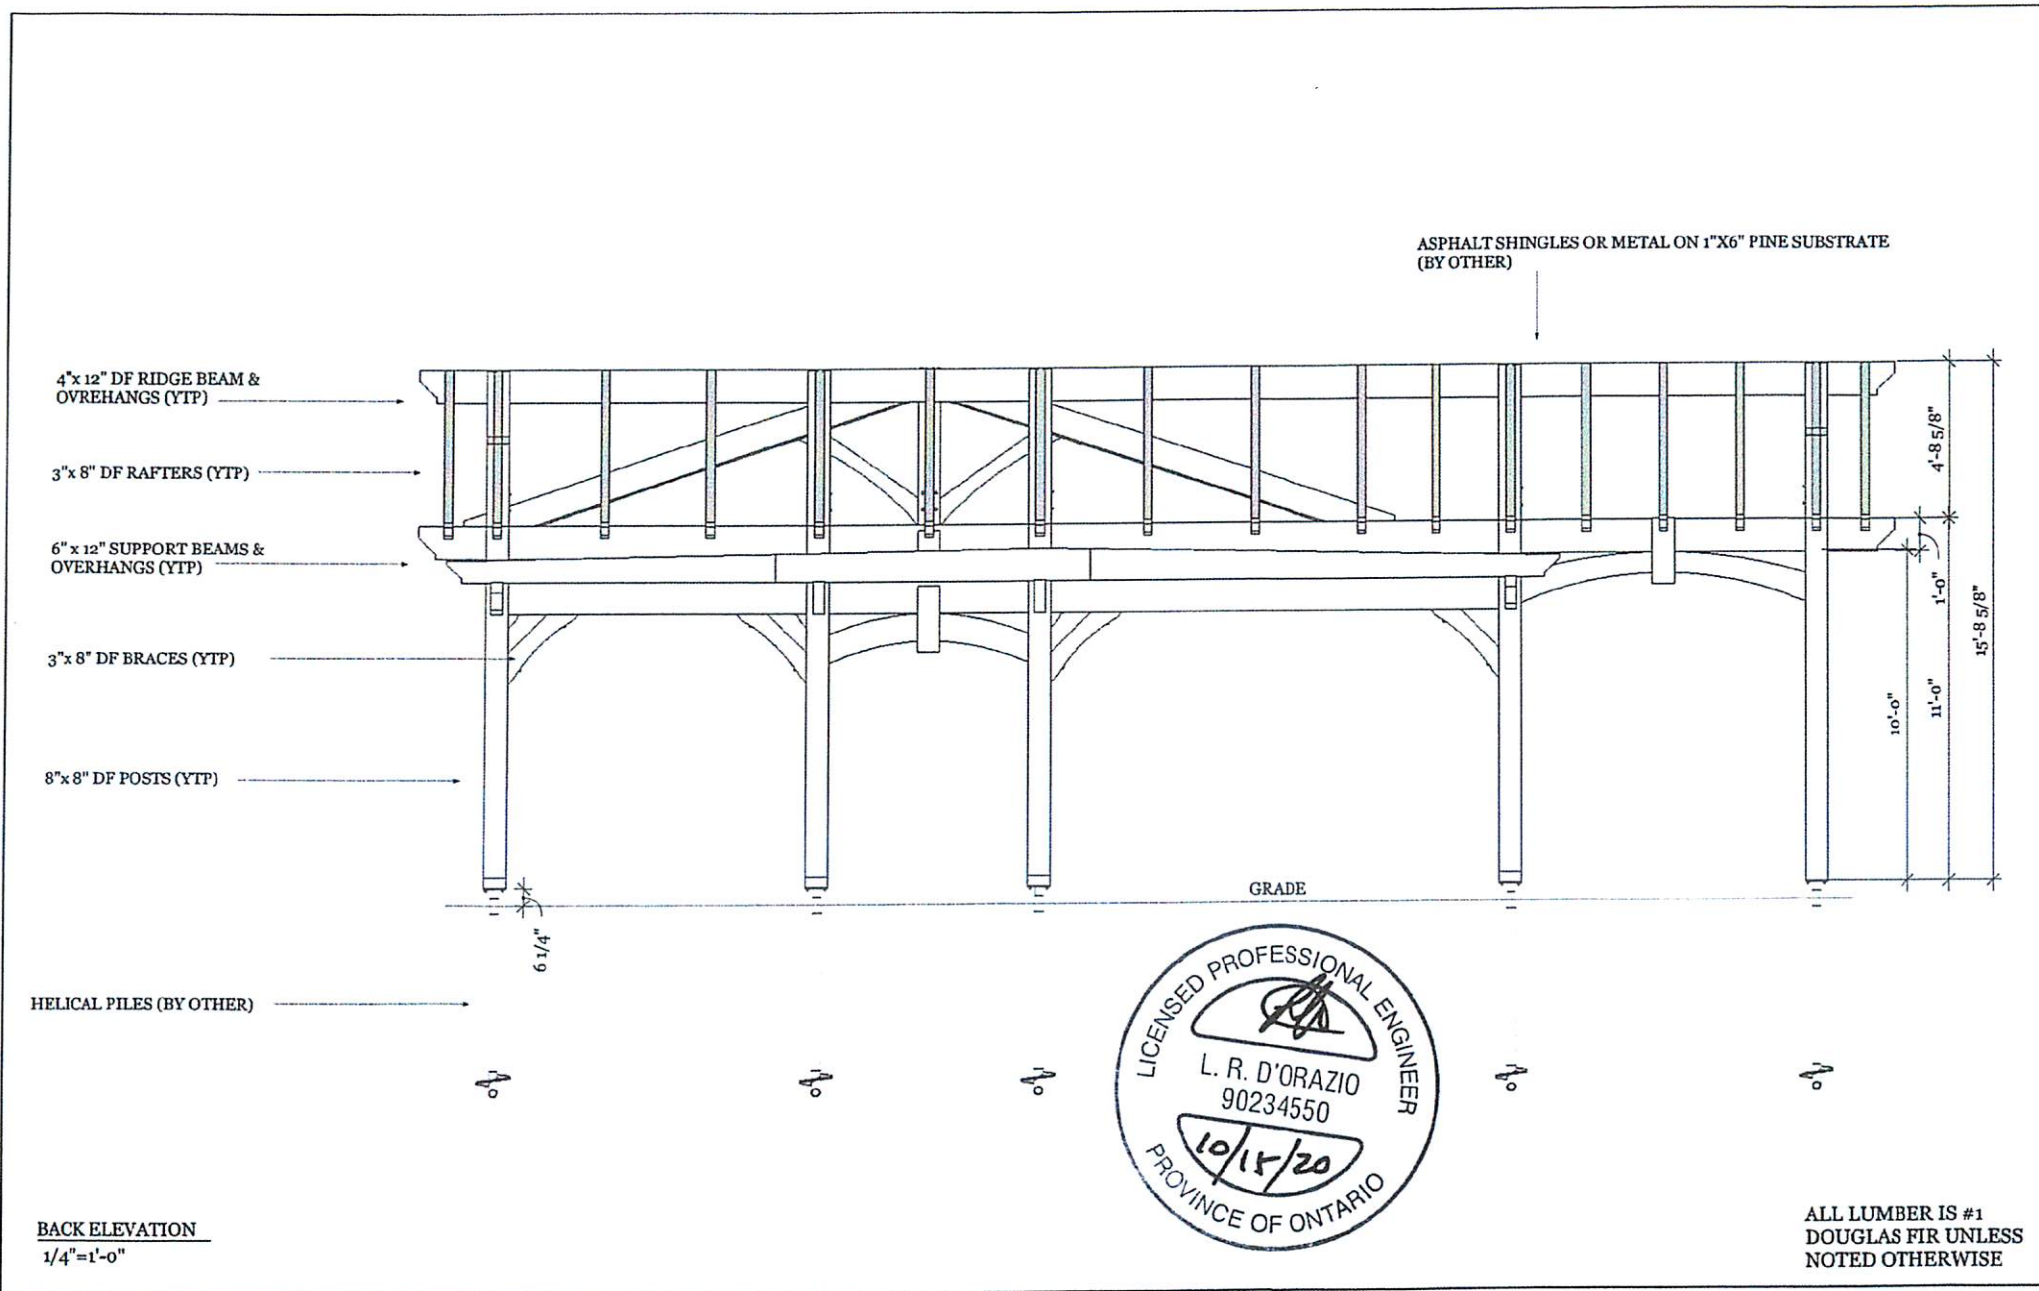 ASPHALT SHINGLES OR METAL ON 1"X6" PINE SUBSTRATE
(BY OTHER)
4"x 12" DF RIDGE BEAM &
OVREHANGS (YTP)
3"x 8" DF RAFTERS (YTP)
6" x 12" SUPPORT BEAMS &
OVERHANGS (YTP)
3"x 8" DF BRACES (YTP)
8"x 8" DF POSTS (YTP)
4'-8 5/8"
1'-0"
15'-8 5/8"
10'-0"
11'-0"
GRADE
6 1/4"
HELICAL PILES (BY OTHER)
LICENSED PROFESSIONAL ENGINEER
L. R. D'ORAZIO
90234550
10/15/20
PROVINCE OF ONTARIO
BACK ELEVATION
1/4"=1'-0"
ALL LUMBER IS #1
DOUGLAS FIR UNLESS
NOTED OTHERWISE